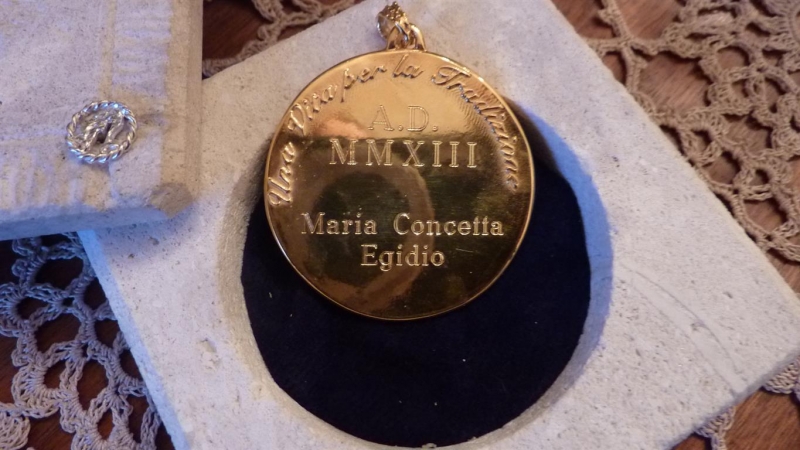 Una Vita per la Tradizione
A.D.
MMXIII
Maria Concetta
Egidio